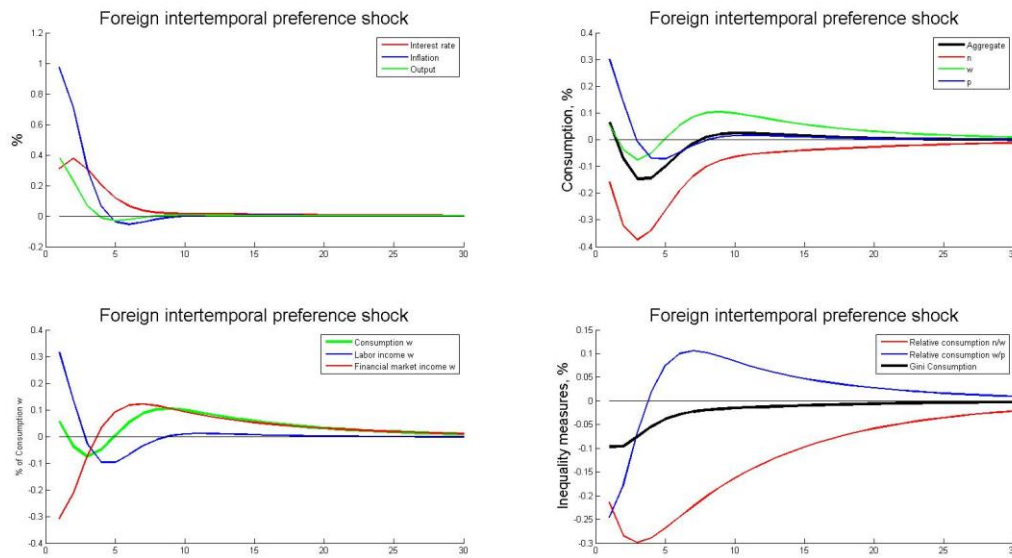 Foreign intertemporal preference shock
%
1.2
1
0.8
0.6
0.4
0.2
0
0.2
0 5 10 15 20 25 30
Interest rate
Inflation
Output
Foreign intertemporal preference shock
Consumption, %
0.4
0.3
0.2
0.1
0
-0.1
-0.2
-0.3
-0.4
0 5 10 15 20 25 30
Aggregate
n
w
p
Foreign intertemporal preference shock
% of Consumption w
0.4
0.3
0.2
0.1
0
-0.1
-0.2
-0.3
-0.4
0 5 10 15 20 25 30
Consumption w
Labor income w
Financial market income w
Foreign intertemporal preference shock
Inequality measures, %
0.15
0.1
0.05
0
-0.05
-0.1
-0.15
-0.2
-0.25
-0.3
0 5 10 15 20 25 30
Relative consumption n/w
Relative consumption w/p
Gini Consumption